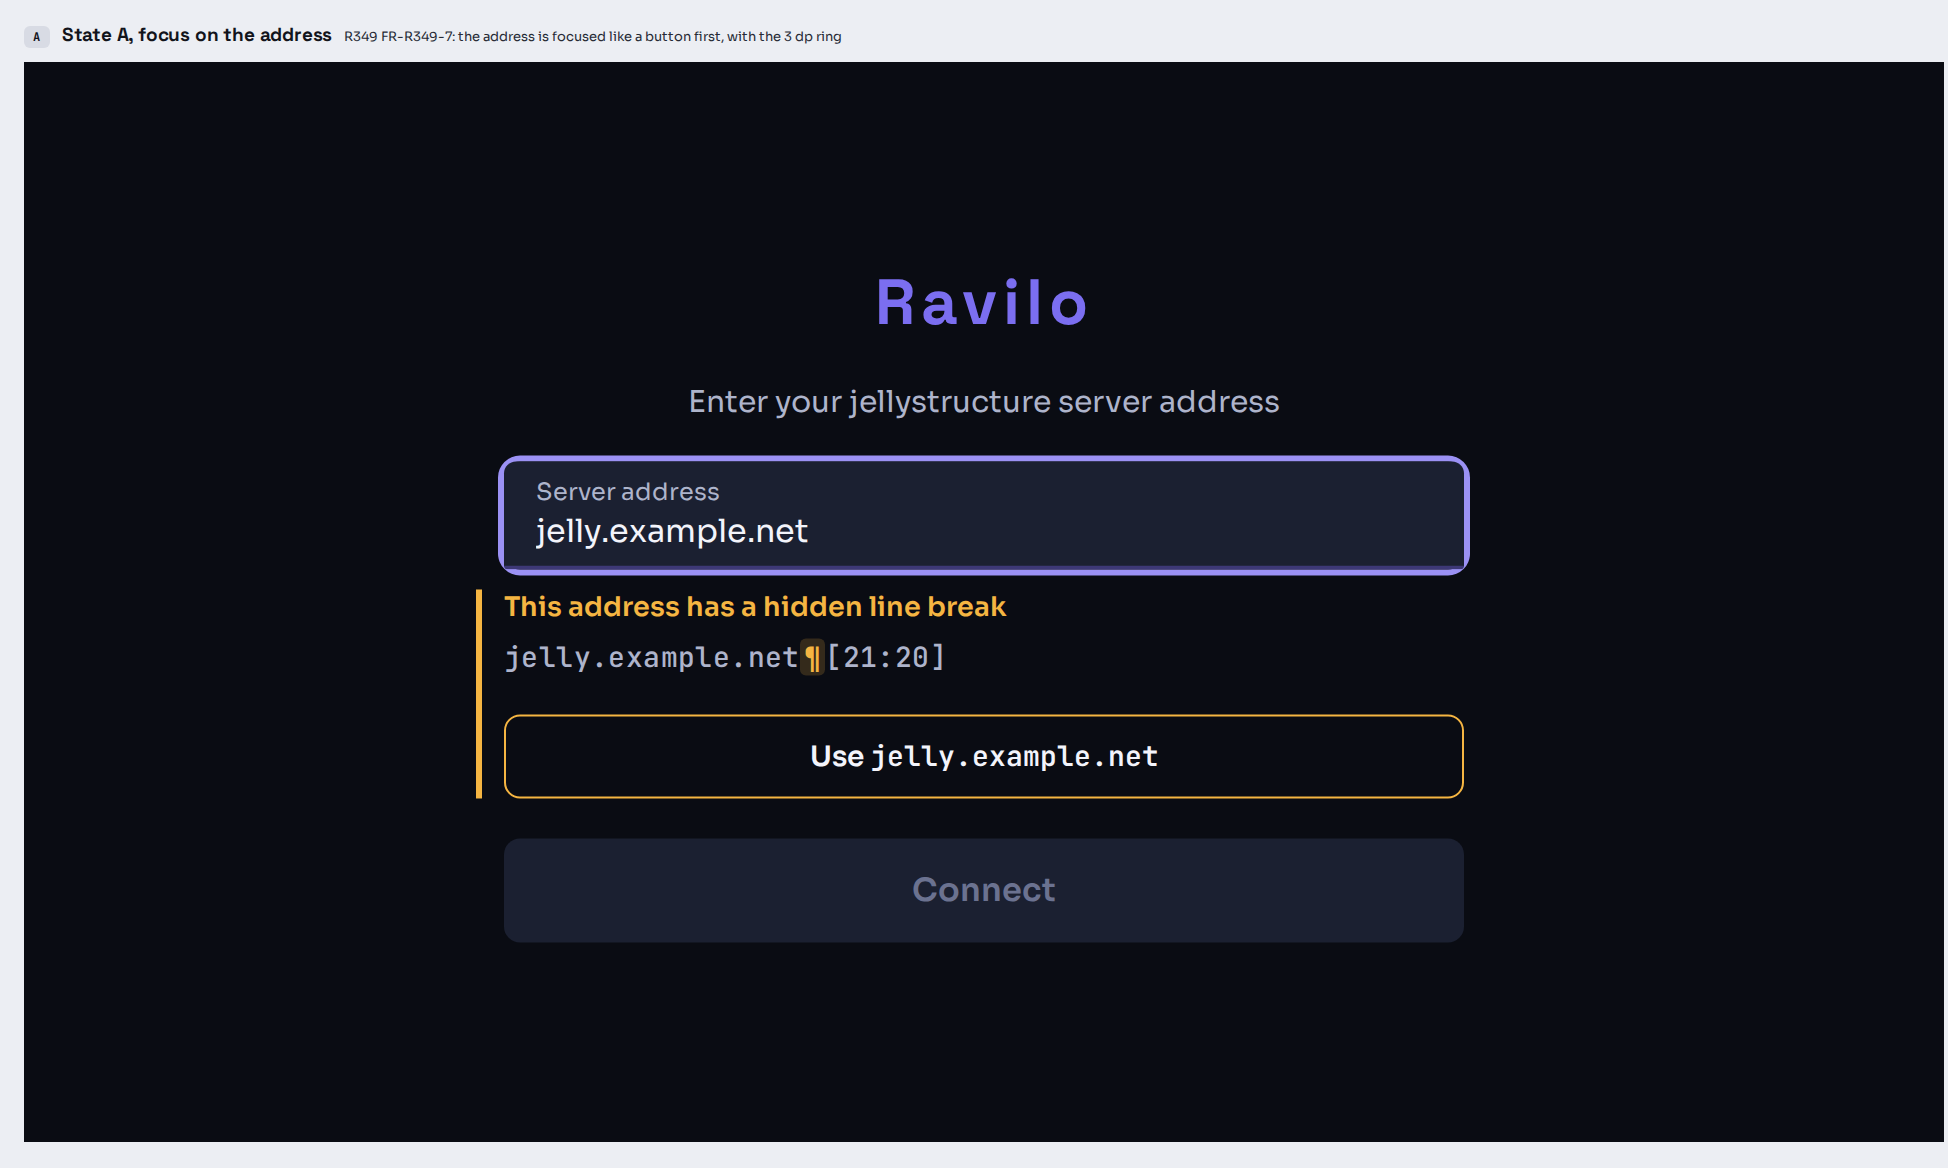 A State A, focus on the address R349 FR-R349-7: the address is focused like a button first, with the 3 dp ring
Ravilo
Enter your jellystructure server address
Server address
jelly.example.net
This address has a hidden line break
jelly.example.net¶[21:20]
Use jelly.example.net
Connect